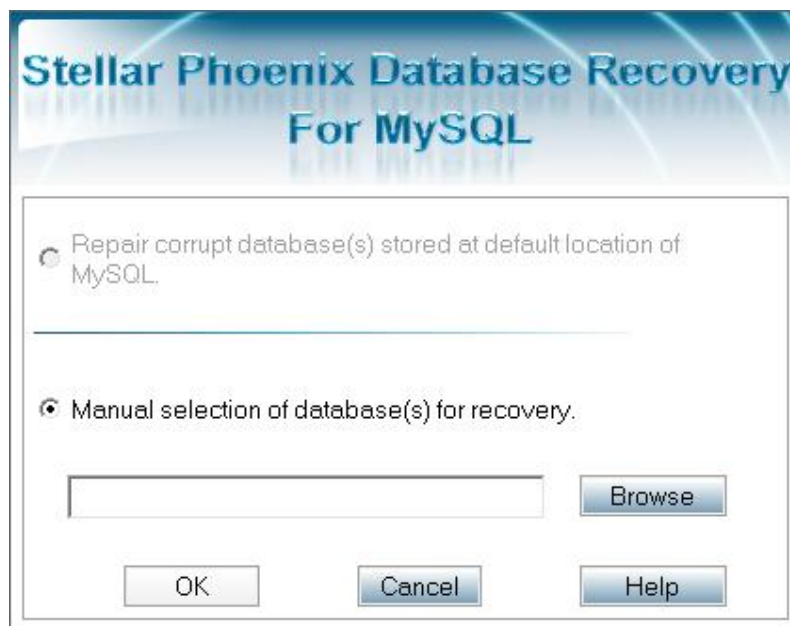 Stellar Phoenix Database Recovery
For MySQL
Repair corrupt database(s) stored at default location of
MySQL.
Manual selection of database(s) for recovery.
Browse
OK
Cancel
Help